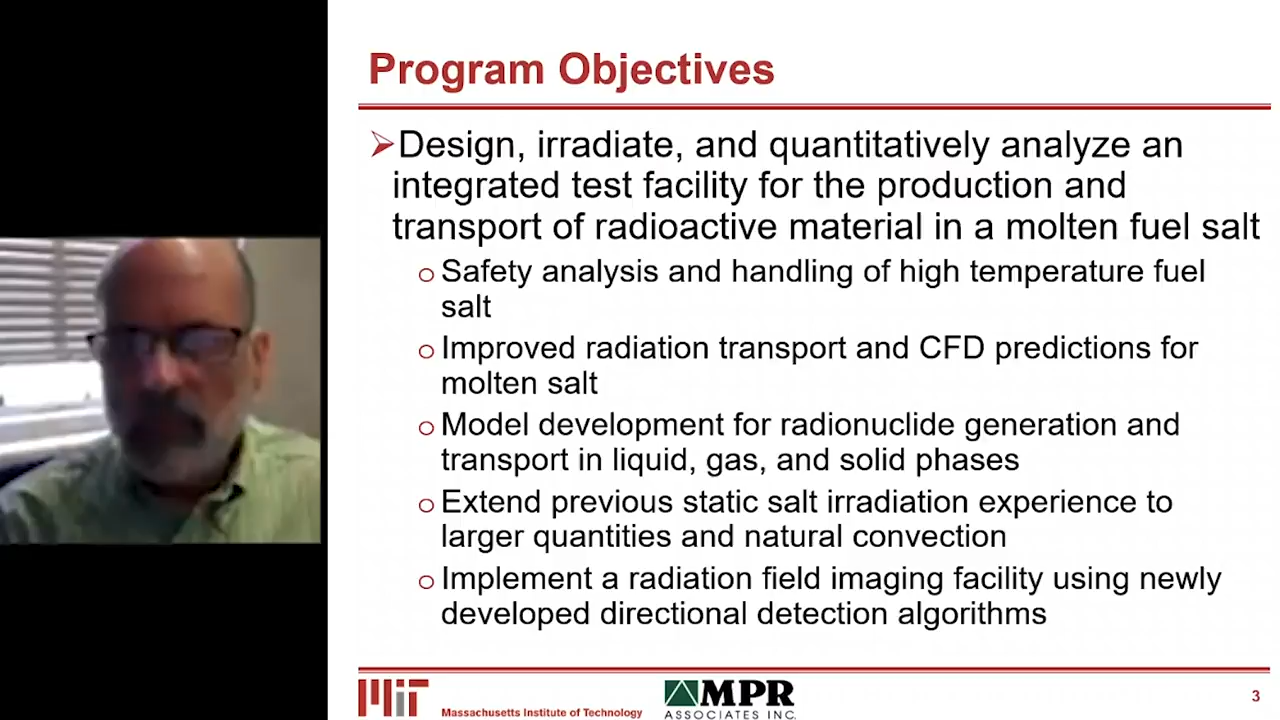 Program Objectives
Design, irradiate, and quantitatively analyze an
integrated test facility for the production and
transport of radioactive material in a molten fuel salt
Safety analysis and handling of high temperature fuel
salt
Improved radiation transport and CFD predictions for
molten salt
Model development for radionuclide generation and
transport in liquid, gas, and solid phases
Extend previous static salt irradiation experience to
larger quantities and natural convection
Implement a radiation field imaging facility using newly
developed directional detection algorithms
MIT Massachusetts Institute of Technology
MPR
ASSOCIATES INC.
3